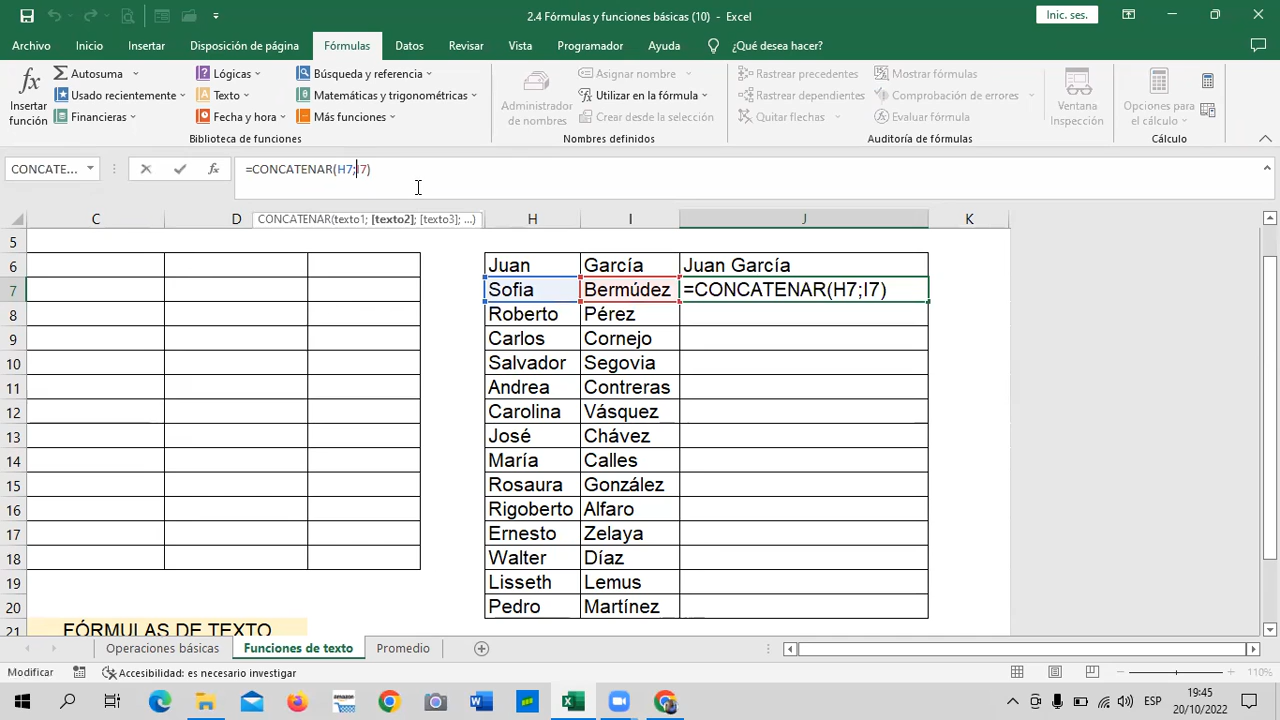 2.4 Fórmulas y funciones básicas (10) - Excel
Inic. ses.
Archivo Inicio Insertar Disposición de página Fórmulas Datos Revisar Vista Programador Ayuda ¿Qué desea hacer?
Insertar función
Autosuma
Usado recientemente
Financieras
Lógicas
Texto
Fecha y hora
Búsqueda y referencia
Matemáticas y trigonométricas
Más funciones
Biblioteca de funciones
Administrador de nombres
Asignar nombre
Utilizar en la fórmula
Crear desde la selección
Nombres definidos
Rastrear precedentes
Rastrear dependientes
Quitar flechas
Mostrar fórmulas
Comprobación de errores
Evaluar fórmula
Auditoría de fórmulas
Ventana Inspección
Opciones para el cálculo
Cálculo
CONCATE... fx =CONCATENAR(H7;I7)
CONCATENAR(texto1; [texto2]; [texto3]; ...)
C D H I J K
5
6 Juan García Juan García
7 Sofia Bermúdez =CONCATENAR(H7;I7)
8 Roberto Pérez
9 Carlos Cornejo
10 Salvador Segovia
11 Andrea Contreras
12 Carolina Vásquez
13 José Chávez
14 María Calles
15 Rosaura González
16 Rigoberto Alfaro
17 Ernesto Zelaya
18 Walter Díaz
19 Lisseth Lemus
20 Pedro Martínez
21 FÓRMULAS DE TEXTO
Operaciones básicas Funciones de texto Promedio
Modificar Accesibilidad: es necesario investigar 110%
amazon
ESP
19:45
20/10/2022